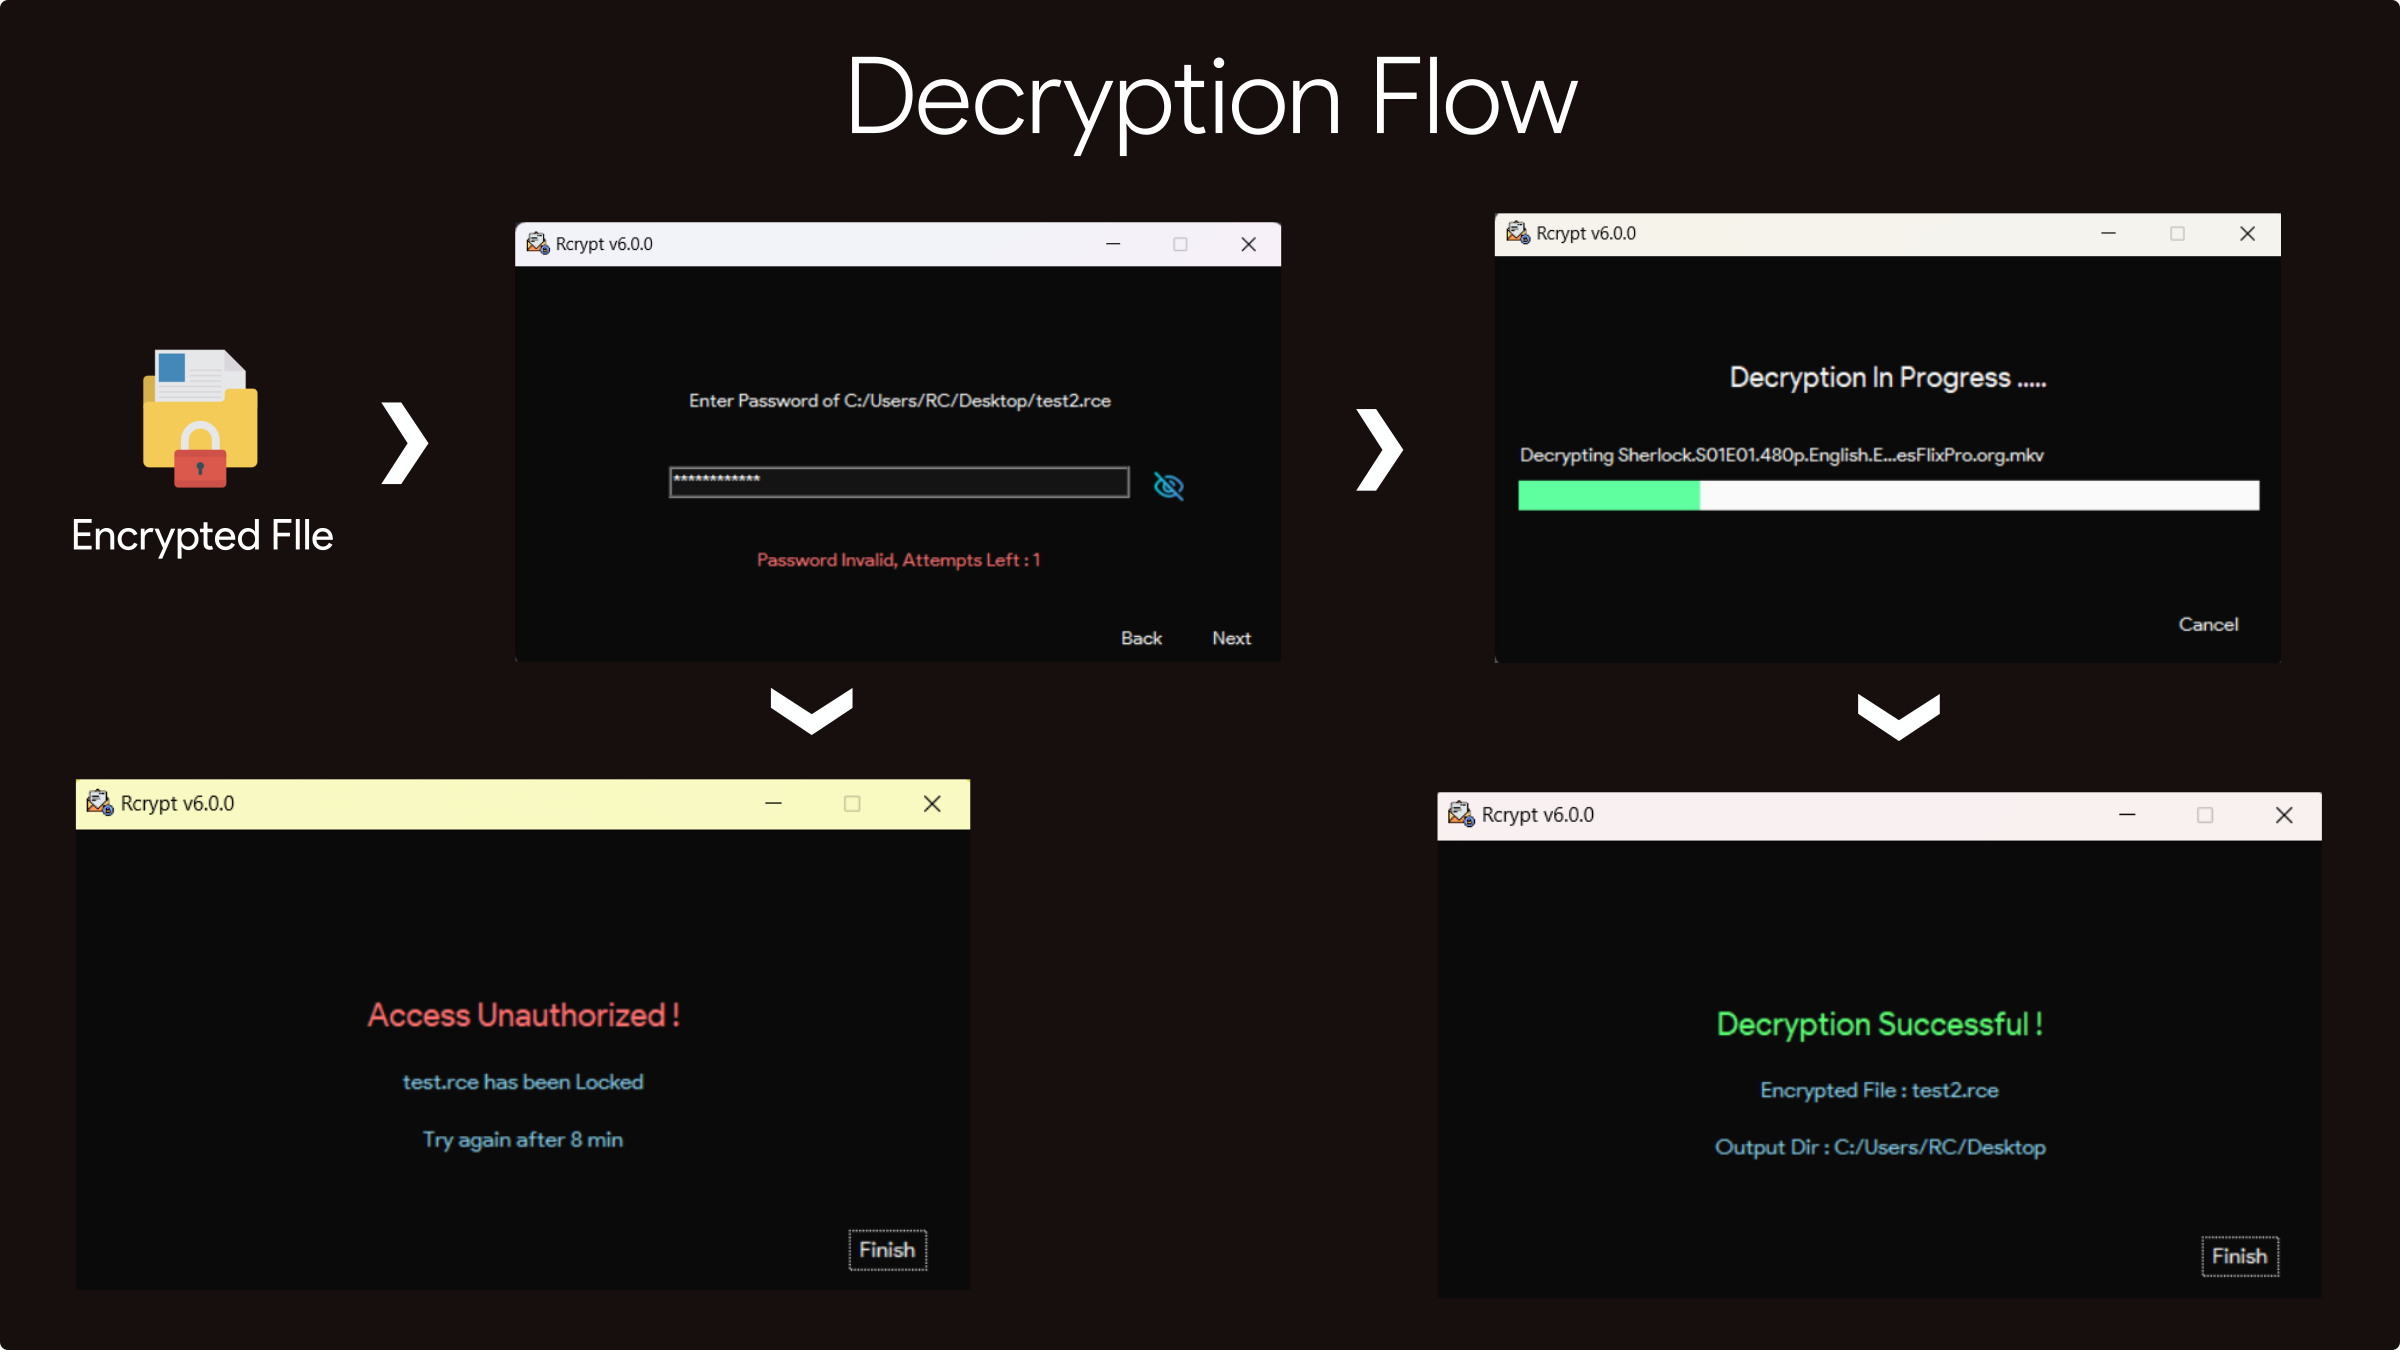 Decryption Flow
Encrypted FIle
Rcrypt v6.0.0
Enter Password of C:/Users/RC/Desktop/test2.rce
************
Password Invalid, Attempts Left : 1
Back Next
Rcrypt v6.0.0
Decryption In Progress .....
Decrypting Sherlock.S01E01.480p.English.E...esFlixPro.org.mkv
Cancel
Rcrypt v6.0.0
Access Unauthorized !
test.rce has been Locked
Try again after 8 min
Finish
Rcrypt v6.0.0
Decryption Successful !
Encrypted File : test2.rce
Output Dir : C:/Users/RC/Desktop
Finish